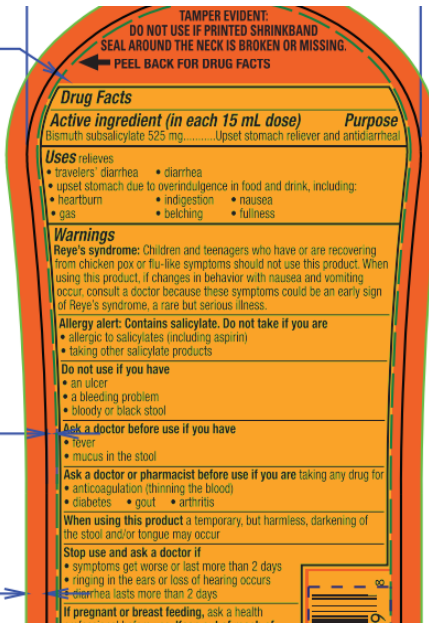 TAMPER EVIDENT:
DO NOT USE IF PRINTED SHRINKBAND
SEAL AROUND THE NECK IS BROKEN OR MISSING.
PEEL BACK FOR DRUG FACTS
Drug Facts
Active ingredient (in each 15 mL dose) Purpose
Bismuth subsalicylate 525 mg...........Upset stomach reliever and antidiarrheal
Uses relieves
• travelers' diarrhea • diarrhea
• upset stomach due to overindulgence in food and drink, including:
• heartburn • indigestion • nausea
• gas • belching • fullness
Warnings
Reye's syndrome: Children and teenagers who have or are recovering
from chicken pox or flu-like symptoms should not use this product. When
using this product, if changes in behavior with nausea and vomiting
occur, consult a doctor because these symptoms could be an early sign
of Reye's syndrome, a rare but serious illness.
Allergy alert: Contains salicylate. Do not take if you are
• allergic to salicylates (including aspirin)
• taking other salicylate products
Do not use if you have
• an ulcer
• a bleeding problem
• bloody or black stool
Ask a doctor before use if you have
• fever
• mucus in the stool
Ask a doctor or pharmacist before use if you are taking any drug for
• anticoagulation (thinning the blood)
• diabetes • gout • arthritis
When using this product a temporary, but harmless, darkening of
the stool and/or tongue may occur
Stop use and ask a doctor if
• symptoms get worse or last more than 2 days
• ringing in the ears or loss of hearing occurs
• diarrhea lasts more than 2 days
If pregnant or breast feeding, ask a health
8